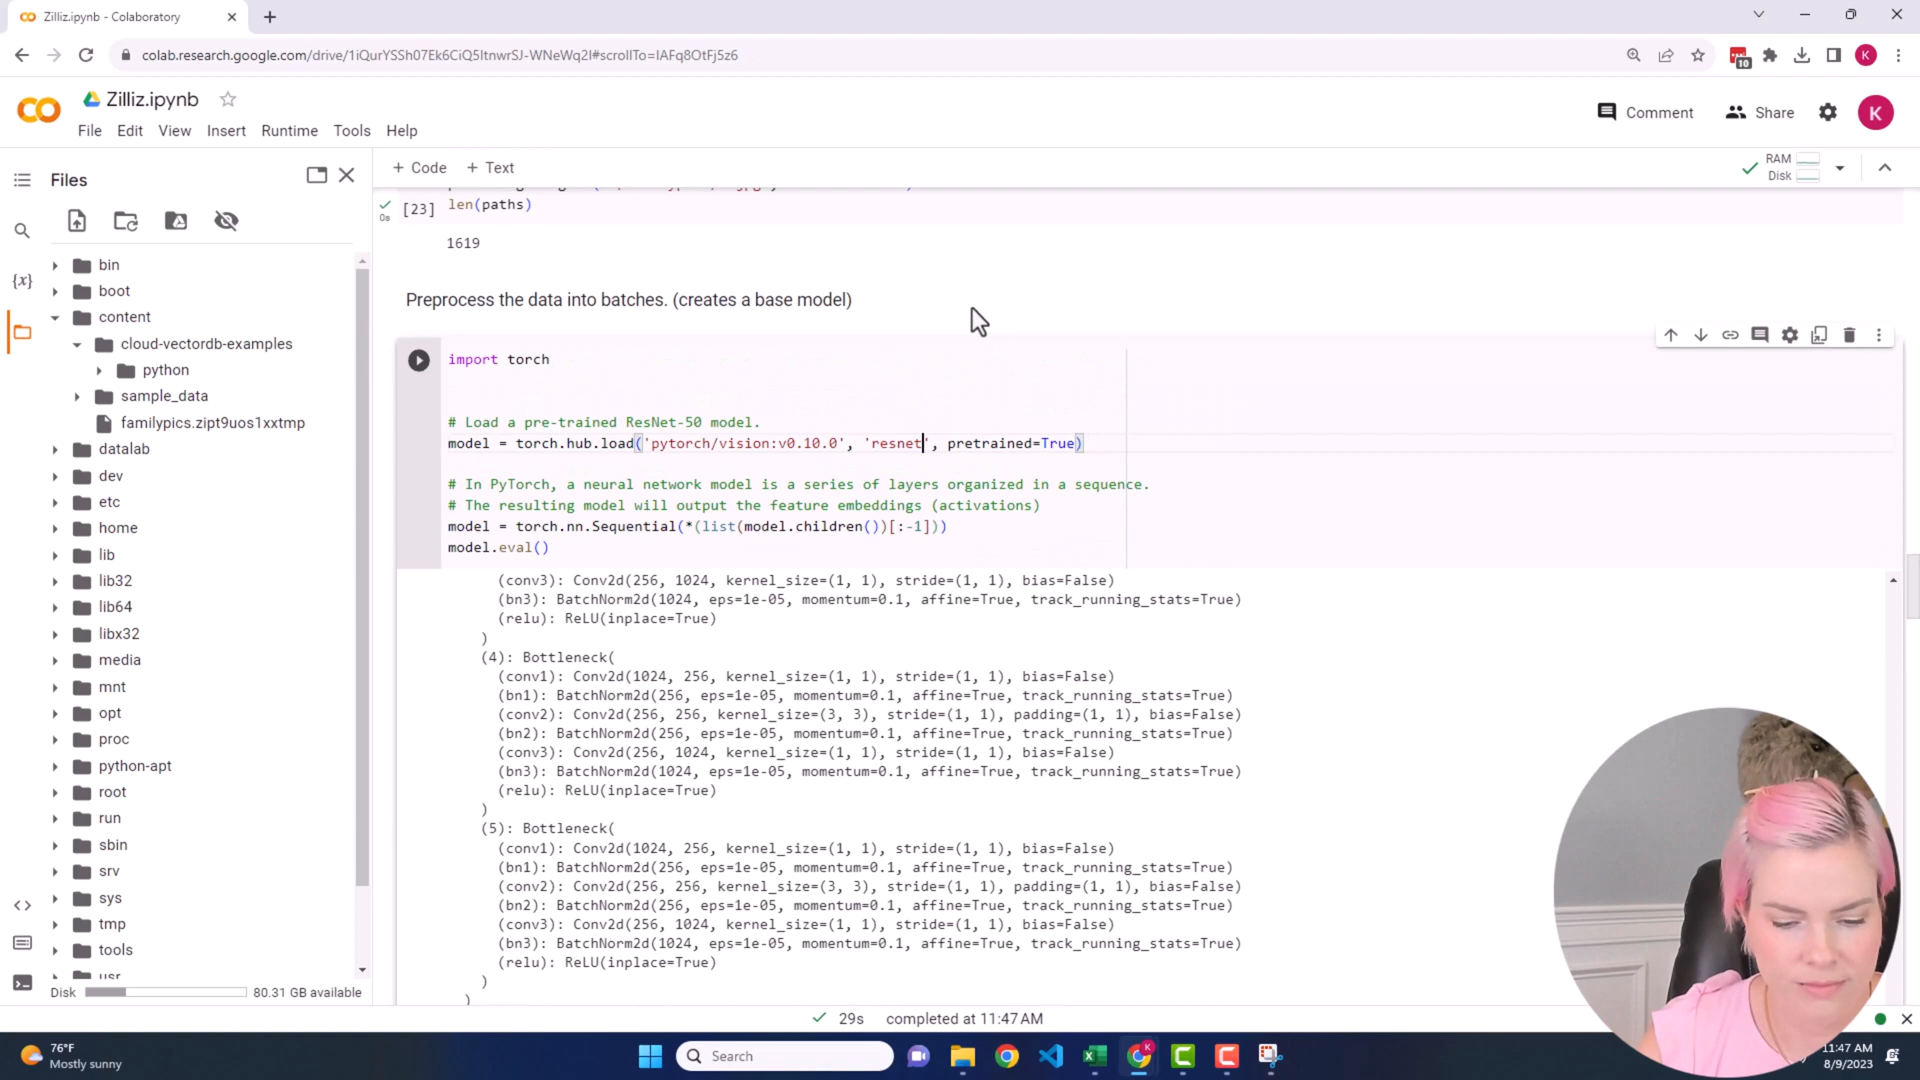 Zilliz.ipynb - Colaboratory
colab.research.google.com/drive/1iQurYSSh07Ek6CiQ5ItnwrSJ-WNeWq2I#scrollTo=IAFq8OtFj5z6
10
K
CO
Zilliz.ipynb
File Edit View Insert Runtime Tools Help
Comment
Share
K
Files
+ Code + Text
RAM
Disk
bin
boot
content
cloud-vectordb-examples
python
sample_data
familypics.zipt9uos1xxtmp
datalab
dev
etc
home
lib
lib32
lib64
libx32
media
mnt
opt
proc
python-apt
root
run
sbin
srv
sys
tmp
tools
usr
Disk
80.31 GB available
{x}
0s
[23] len(paths)
1619
Preprocess the data into batches. (creates a base model)
import torch
# Load a pre-trained ResNet-50 model.
model = torch.hub.load('pytorch/vision:v0.10.0', 'resnet', pretrained=True)
# In PyTorch, a neural network model is a series of layers organized in a sequence.
# The resulting model will output the feature embeddings (activations)
model = torch.nn.Sequential(*(list(model.children())[:-1]))
model.eval()
(conv3): Conv2d(256, 1024, kernel_size=(1, 1), stride=(1, 1), bias=False)
(bn3): BatchNorm2d(1024, eps=1e-05, momentum=0.1, affine=True, track_running_stats=True)
(relu): ReLU(inplace=True)
)
(4): Bottleneck(
(conv1): Conv2d(1024, 256, kernel_size=(1, 1), stride=(1, 1), bias=False)
(bn1): BatchNorm2d(256, eps=1e-05, momentum=0.1, affine=True, track_running_stats=True)
(conv2): Conv2d(256, 256, kernel_size=(3, 3), stride=(1, 1), padding=(1, 1), bias=False)
(bn2): BatchNorm2d(256, eps=1e-05, momentum=0.1, affine=True, track_running_stats=True)
(conv3): Conv2d(256, 1024, kernel_size=(1, 1), stride=(1, 1), bias=False)
(bn3): BatchNorm2d(1024, eps=1e-05, momentum=0.1, affine=True, track_running_stats=True)
(relu): ReLU(inplace=True)
)
(5): Bottleneck(
(conv1): Conv2d(1024, 256, kernel_size=(1, 1), stride=(1, 1), bias=False)
(bn1): BatchNorm2d(256, eps=1e-05, momentum=0.1, affine=True, track_running_stats=True)
(conv2): Conv2d(256, 256, kernel_size=(3, 3), stride=(1, 1), padding=(1, 1), bias=False)
(bn2): BatchNorm2d(256, eps=1e-05, momentum=0.1, affine=True, track_running_stats=True)
(conv3): Conv2d(256, 1024, kernel_size=(1, 1), stride=(1, 1), bias=False)
(bn3): BatchNorm2d(1024, eps=1e-05, momentum=0.1, affine=True, track_running_stats=True)
(relu): ReLU(inplace=True)
)
)
29s completed at 11:47 AM
76°F
Mostly sunny
Search
11:47 AM
8/9/2023